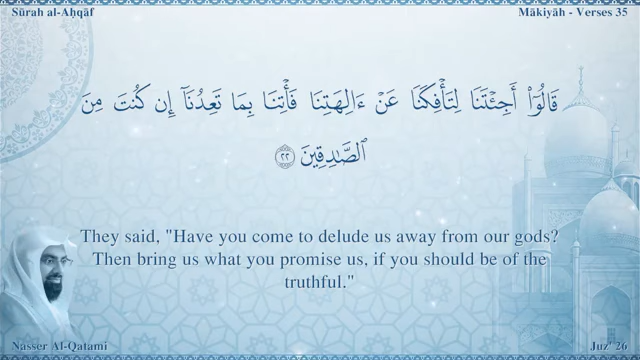 Sūrah al-Aḥqāf
Mākiyāh - Verses 35
قَالُوٓا۟ أَجِئْتَنَا لِتَأْفِكَنَا عَنْ ءَالِهَتِنَا فَأْتِنَا بِمَا تَعِدُنَآ إِن كُنتَ مِنَ
ٱلصَّـٰدِقِينَ ٢٢
They said, "Have you come to delude us away from our gods?
Then bring us what you promise us, if you should be of the
truthful."
Nasser Al-Qatami
Juz' 26